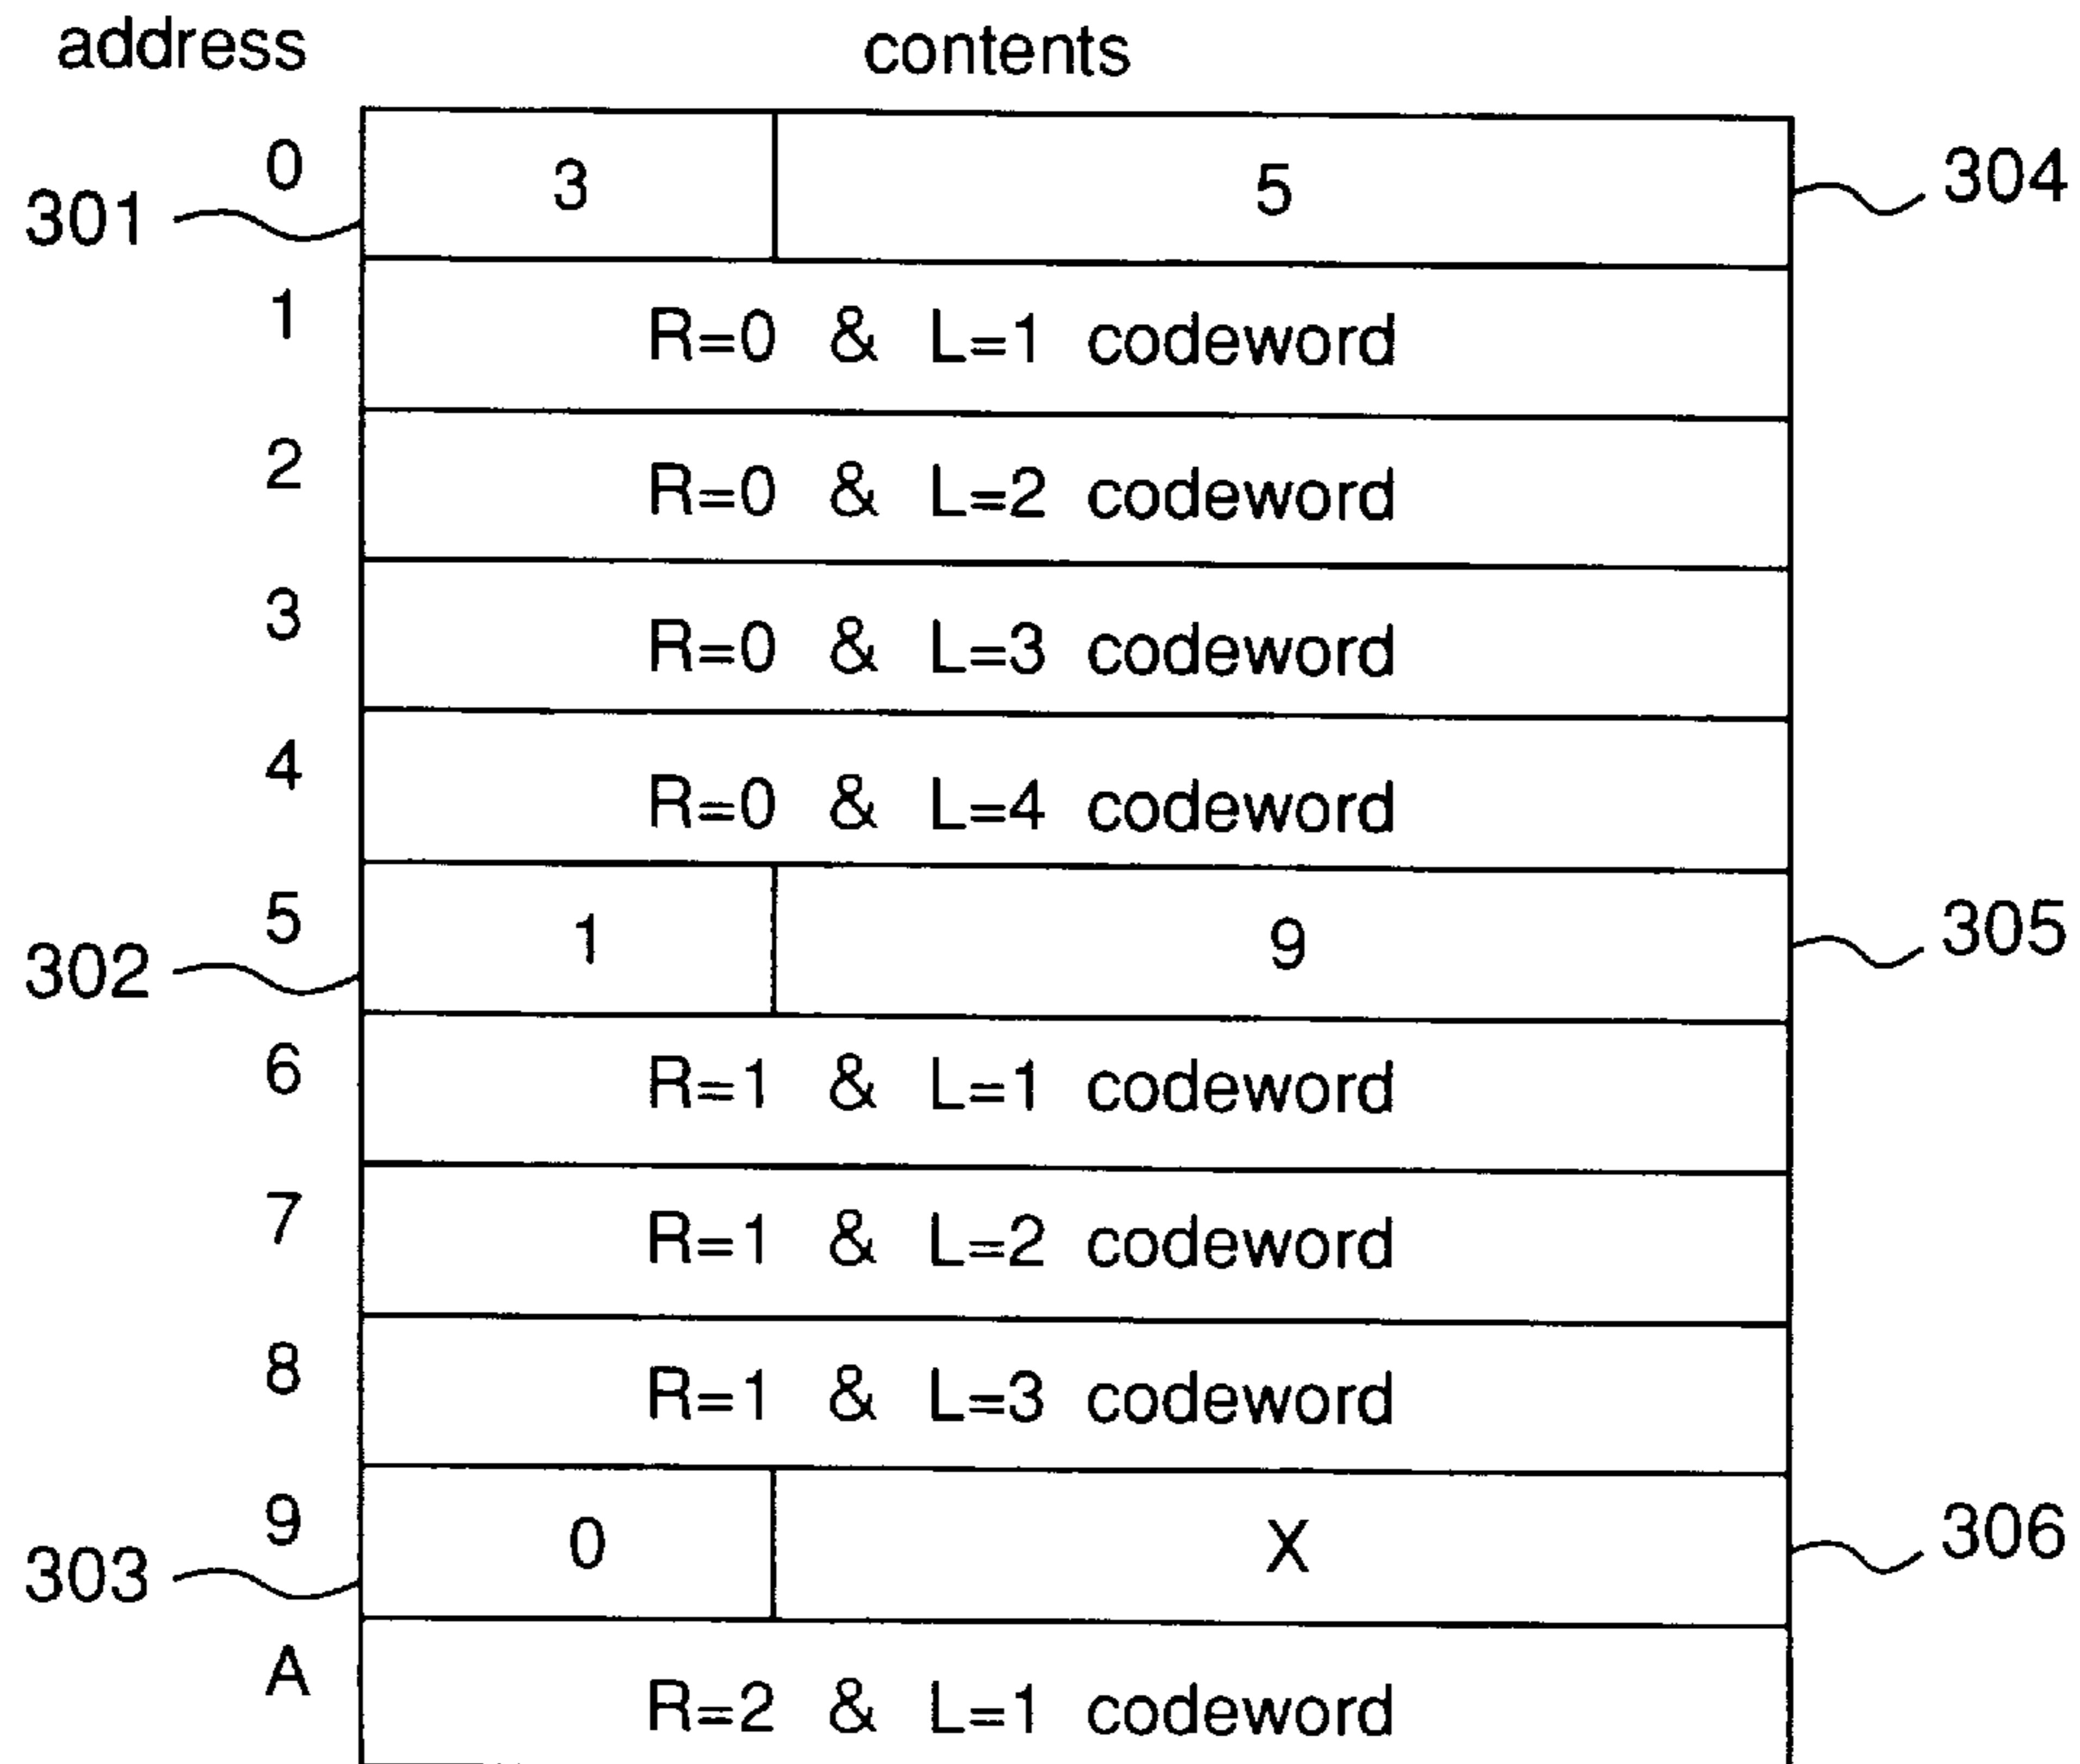 address contents
0 3 5 304
301
1 R=0 & L=1 codeword
2 R=0 & L=2 codeword
3 R=0 & L=3 codeword
4 R=0 & L=4 codeword
5 1 9 305
302
6 R=1 & L=1 codeword
7 R=1 & L=2 codeword
8 R=1 & L=3 codeword
9 0 X 306
303
A R=2 & L=1 codeword